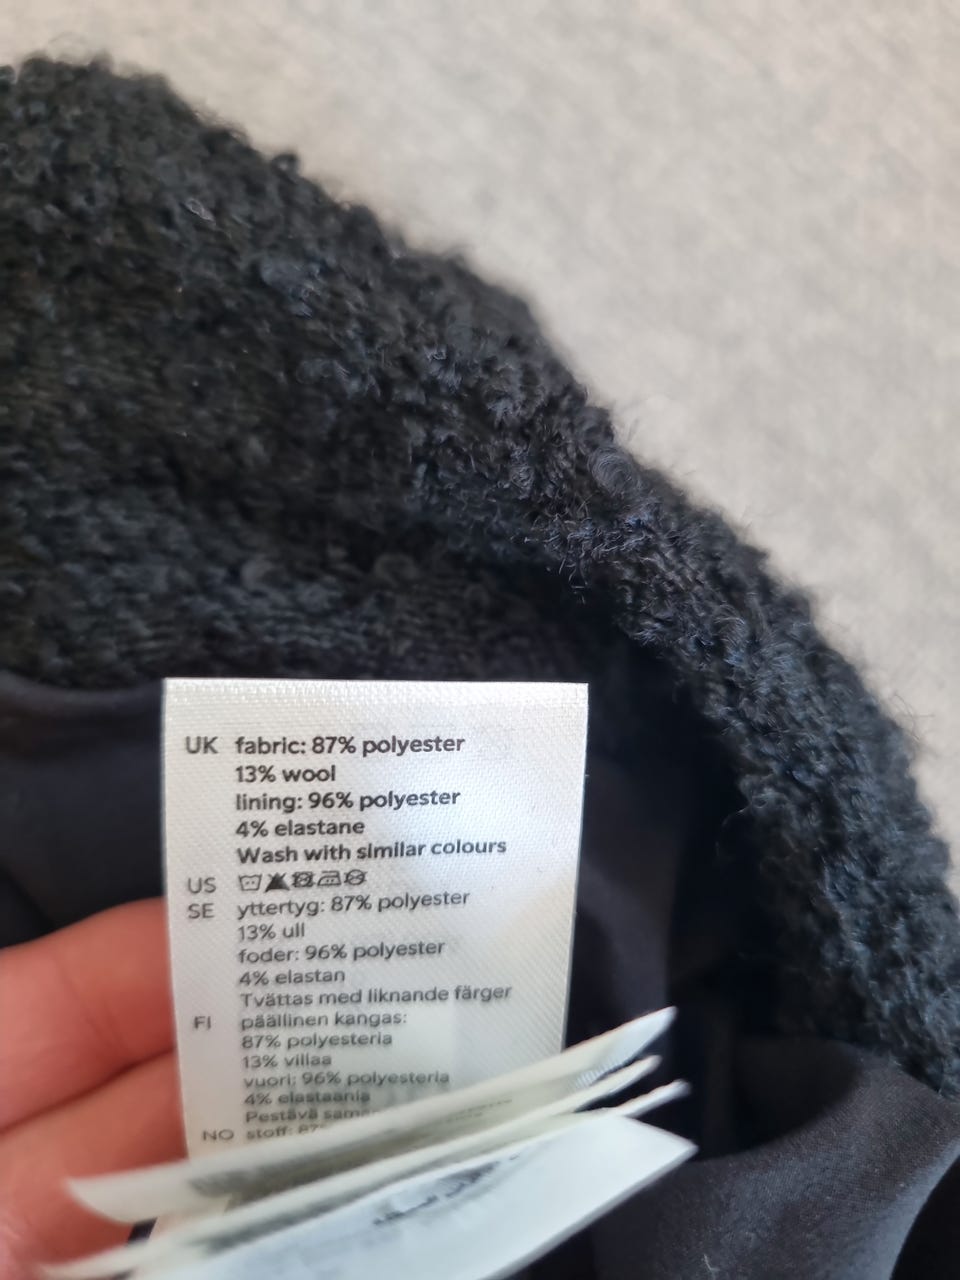 UK fabric: 87% polyester
13% wool
lining: 96% polyester
4% elastane
Wash with similar colours
US
SE yttertyg: 87% polyester
13% ull
foder: 96% polyester
4% elastan
Tvättas med liknande färger
FI päällinen kangas:
87% polyesteria
13% villaa
vuori: 96% polyesteria
4% elastaania
Pestävä
NO stoff: